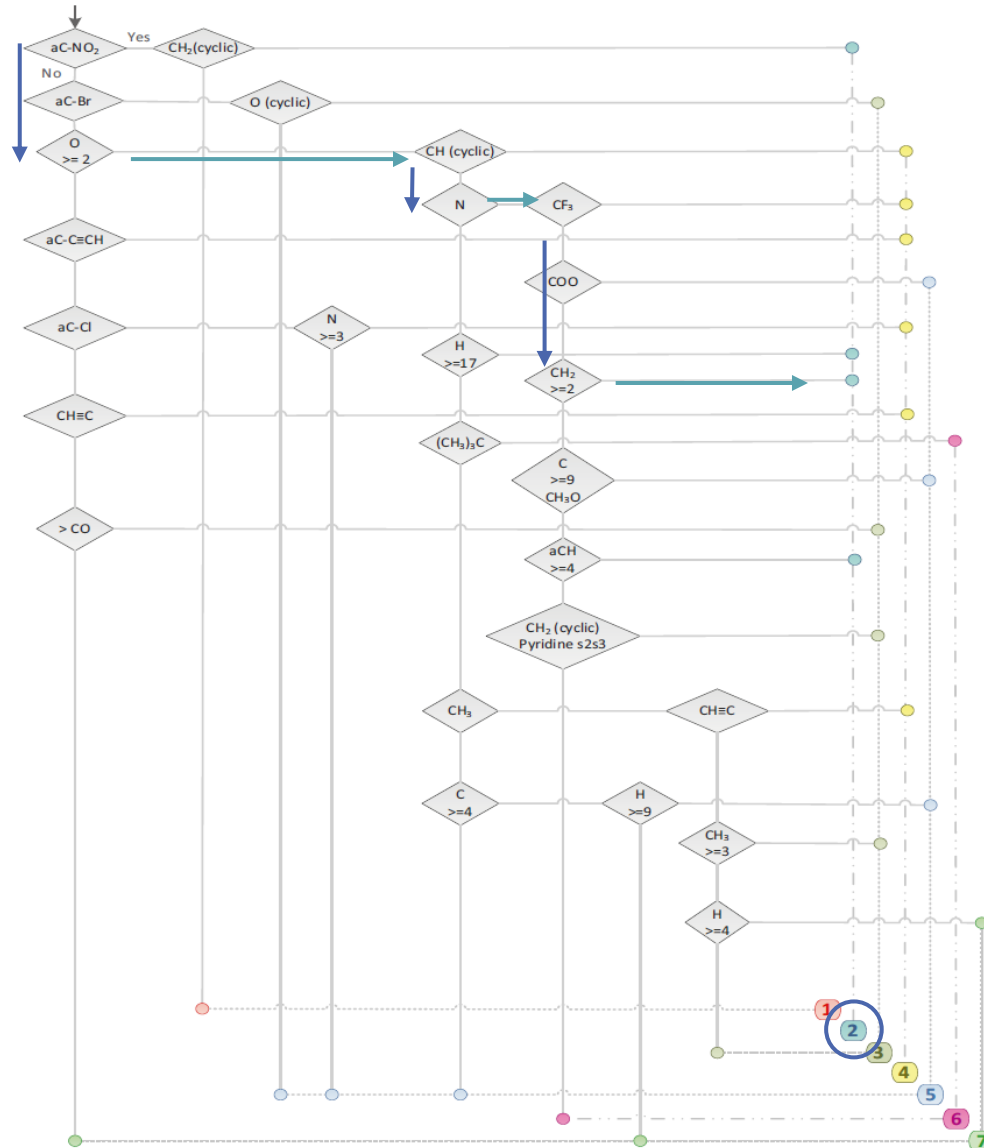 aC-NO₂
Yes
CH₂(cyclic)
No
aC-Br
O (cyclic)
O
>= 2
CH (cyclic)
N
CF₃
aC-C≡CH
COO
aC-Cl
N
>=3
H
>=17
CH₂
>=2
CH≡C
(CH₃)₃C
C
>=9
CH₃O
> CO
aCH
>=4
CH₂ (cyclic)
Pyridine s2s3
CH₃
CH≡C
C
>=4
H
>=9
CH₃
>=3
H
>=4
1
2
3
4
5
6
7